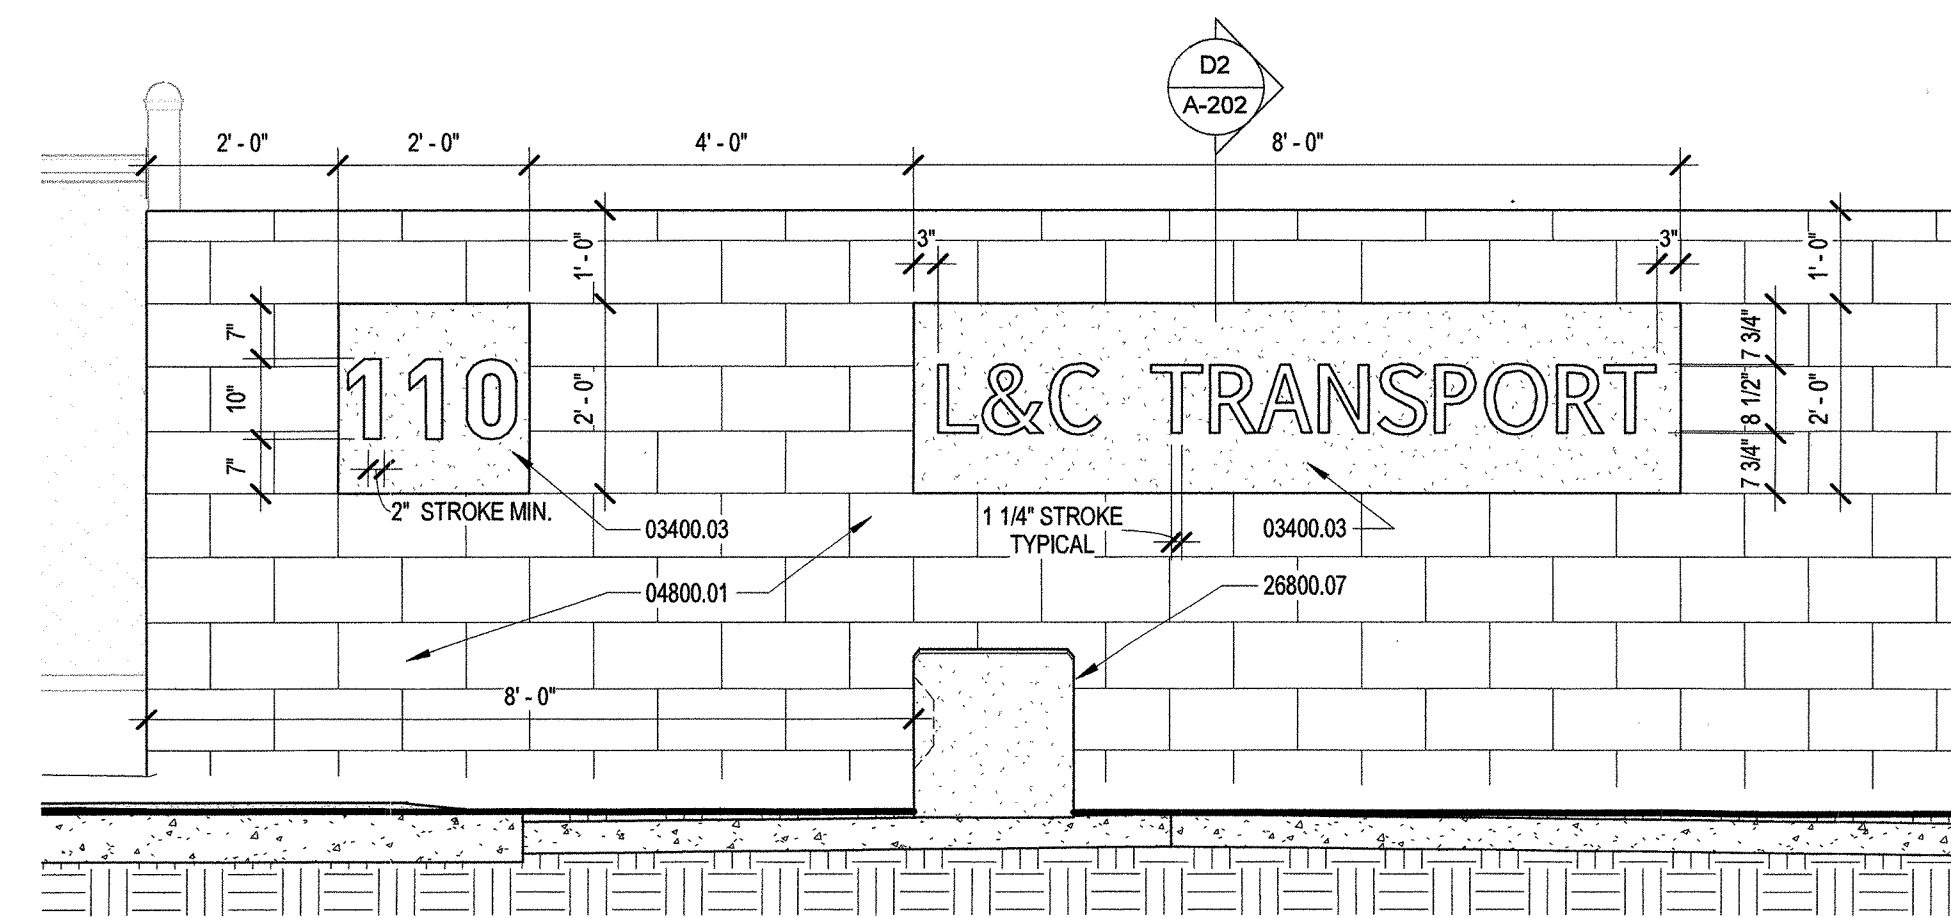 D2
A-202
2' - 0"
2' - 0"
4' - 0"
8' - 0"
1' - 0"
3"
3"
1' - 0"
7"
10"
7"
110
2' - 0"
L&C TRANSPORT
7 3/4"
8 1/2"
7 3/4"
2' - 0"
2" STROKE MIN.
03400.03
1 1/4" STROKE
TYPICAL
03400.03
04800.01
26800.07
8' - 0"